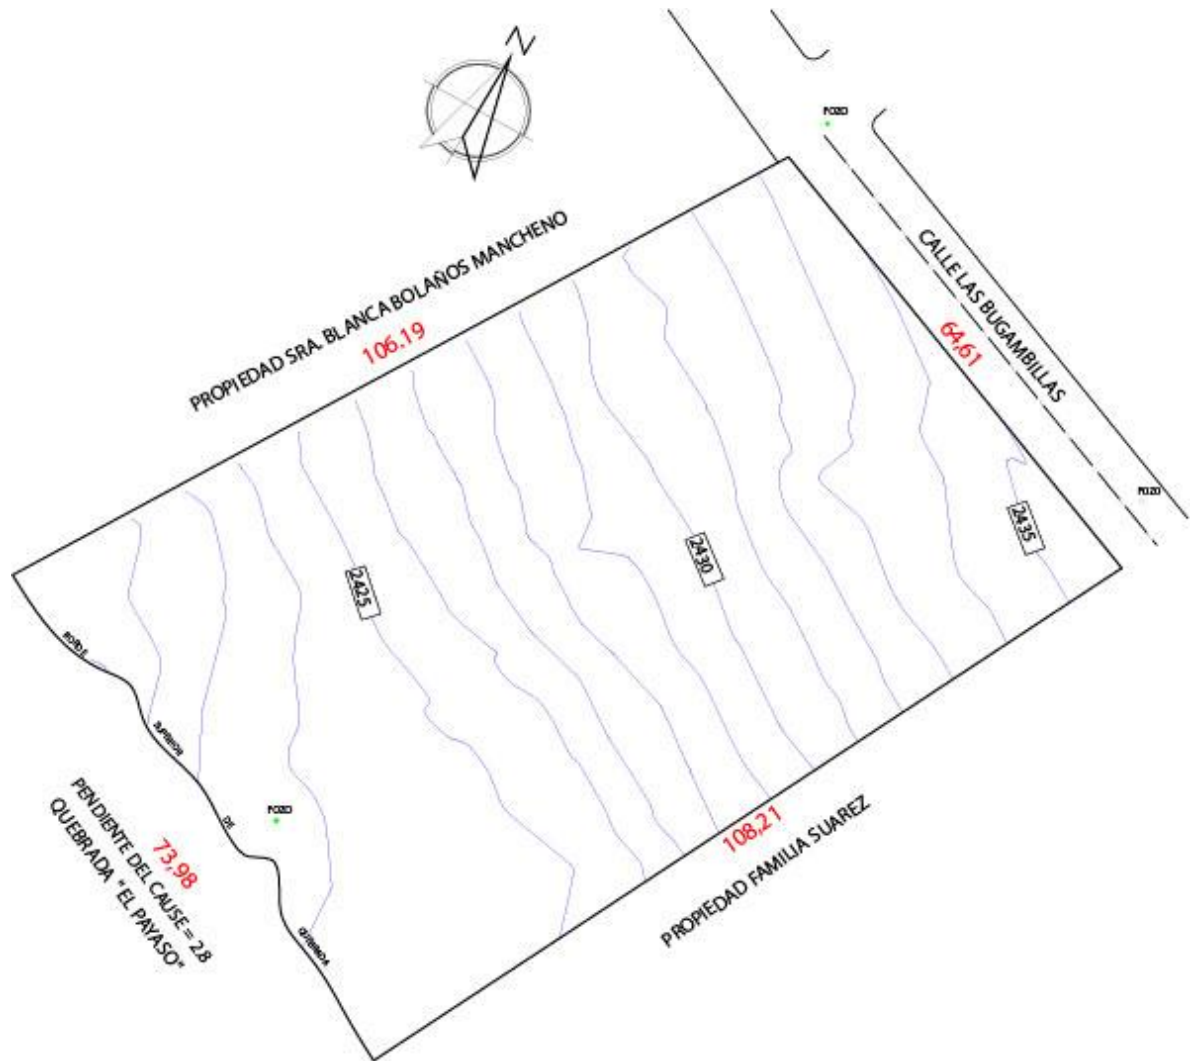 N
POZO
PROPIEDAD SRA. BLANCA BOLAÑOS MANCHENO
106.19
CALLE LAS BUGAMBILLAS
64,61
POZO
2435
2430
2425
BORDE
SUPERIOR
DE
QUEBRADA
POZO
73,98
PENDIENTE DEL CAUSE = 28
QUEBRADA " EL PAYASO"
108,21
PROPIEDAD FAMILIA SUAREZ